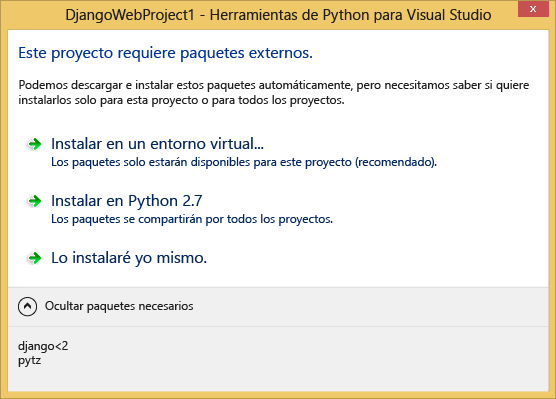 DjangoWebProject1 - Herramientas de Python para Visual Studio
x
Este proyecto requiere paquetes externos.
Podemos descargar e instalar estos paquetes automáticamente, pero necesitamos saber si quiere
instalarlos solo para esta proyecto o para todos los proyectos.
Instalar en un entorno virtual...
Los paquetes solo estarán disponibles para este proyecto (recomendado).
Instalar en Python 2.7
Los paquetes se compartirán por todos los proyectos.
Lo instalaré yo mismo.
Ocultar paquetes necesarios
django<2
pytz